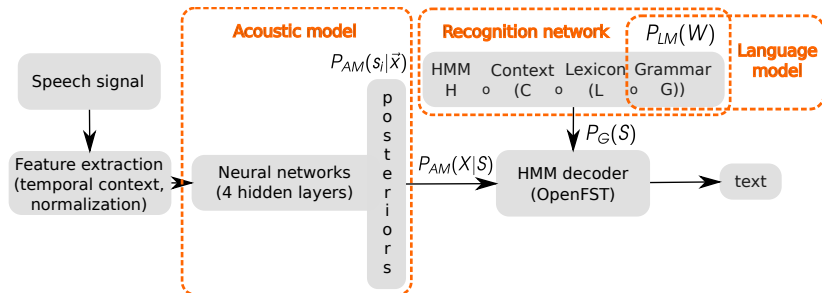 Acoustic model
Recognition network
P_LM(W)
Language
model
Speech signal
P_AM(s_i|x⃗)
HMM Context Lexicon Grammar
H o (C o (L o G))
posteriors
P_G(S)
Feature extraction
(temporal context,
normalization)
Neural networks
(4 hidden layers)
P_AM(X|S)
HMM decoder
(OpenFST)
text